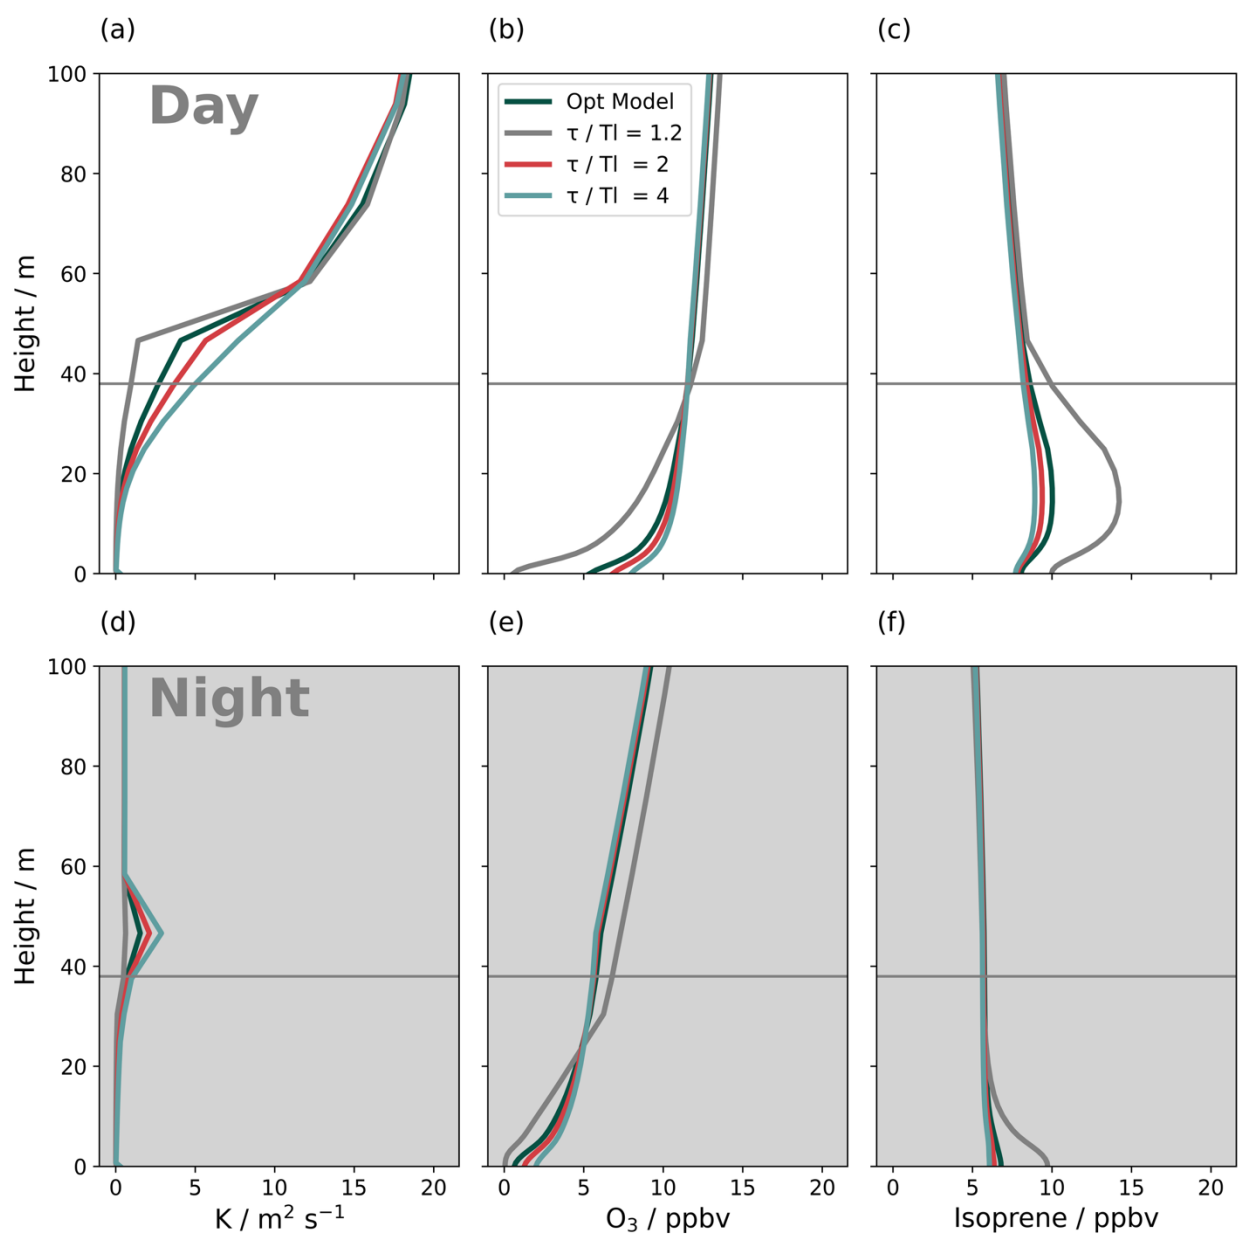 (a) (b) (c)
100
80
60
40
20
0
Height / m
Day
Opt Model
τ / Tl = 1.2
τ / Tl = 2
τ / Tl = 4
(d) (e) (f)
100
80
60
40
20
0
Height / m
Night
0 5 10 15 20
0 5 10 15 20
0 5 10 15 20
K / m² s⁻¹
O₃ / ppbv
Isoprene / ppbv